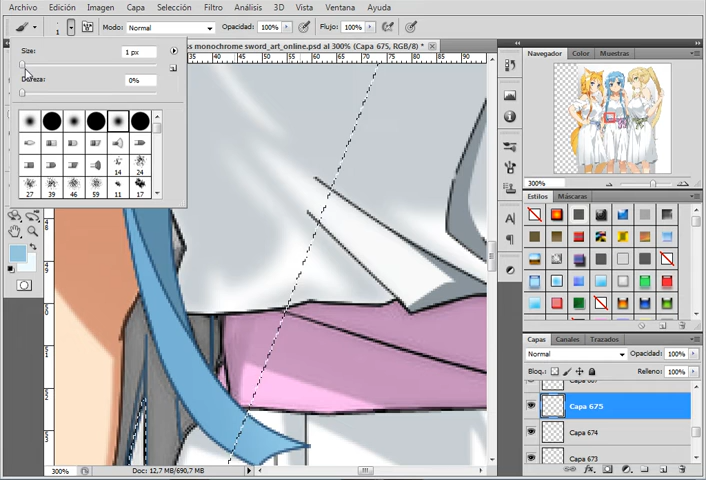 Archivo Edición Imagen Capa Selección Filtro Análisis 3D Vista Ventana Ayuda
1 Modo: Normal Opacidad: 100% Flujo: 100%
ss monochrome sword_art_online.psd al 300% (Capa 675, RGB/8) *
Size: 1 px
Dureza: 0%
14 24
27 39 46 59 11 17
Navegador Color Muestras
300%
Estilos Máscaras
Capas Canales Trazados
Normal Opacidad: 100%
Bloq.: Relleno: 100%
Capa 675
Capa 674
Capa 673
300% Doc: 12,7 MB/690,7 MB